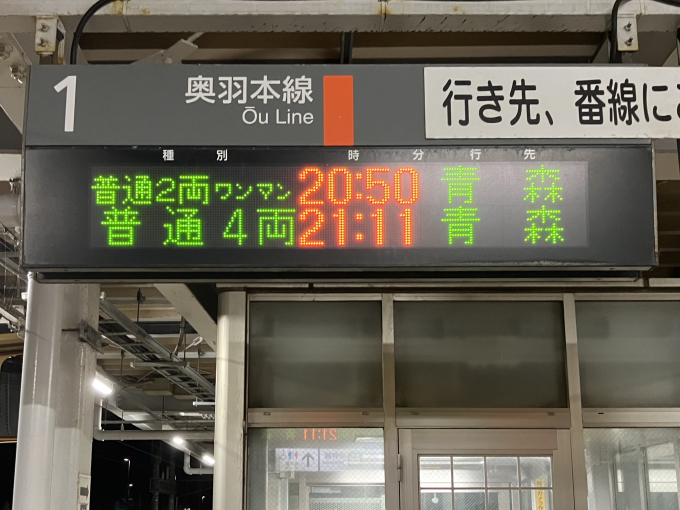 1
奥羽本線
Ōu Line
行き先、番線に
種別 時分 行先
普通2両ワンマン 20:50 青森
普通4両 21:11 青森
21:11